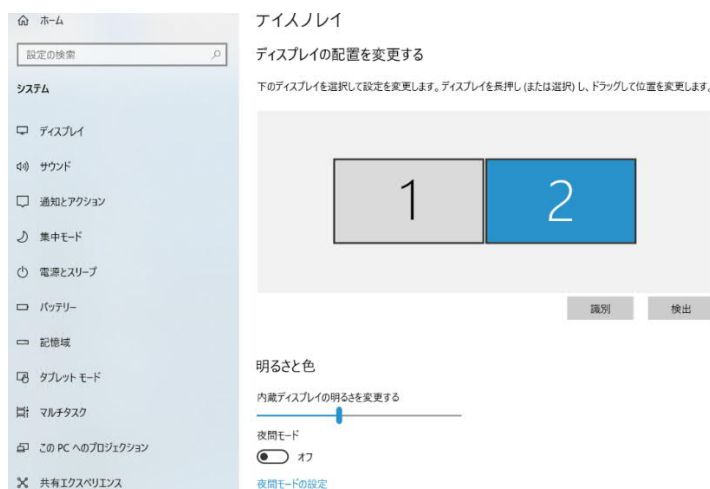 ホーム
設定の検索
システム
ディスプレイ
サウンド
通知とアクション
集中モード
電源とスリープ
バッテリー
記憶域
タブレット モード
マルチタスク
この PC へのプロジェクション
共有エクスペリエンス
ディスプレイ
ディスプレイの配置を変更する
下のディスプレイを選択して設定を変更します。ディスプレイを長押し (または選択) し、ドラッグして位置を変更します。
1
2
識別
検出
明るさと色
内蔵ディスプレイの明るさを変更する
夜間モード
オフ
夜間モードの設定